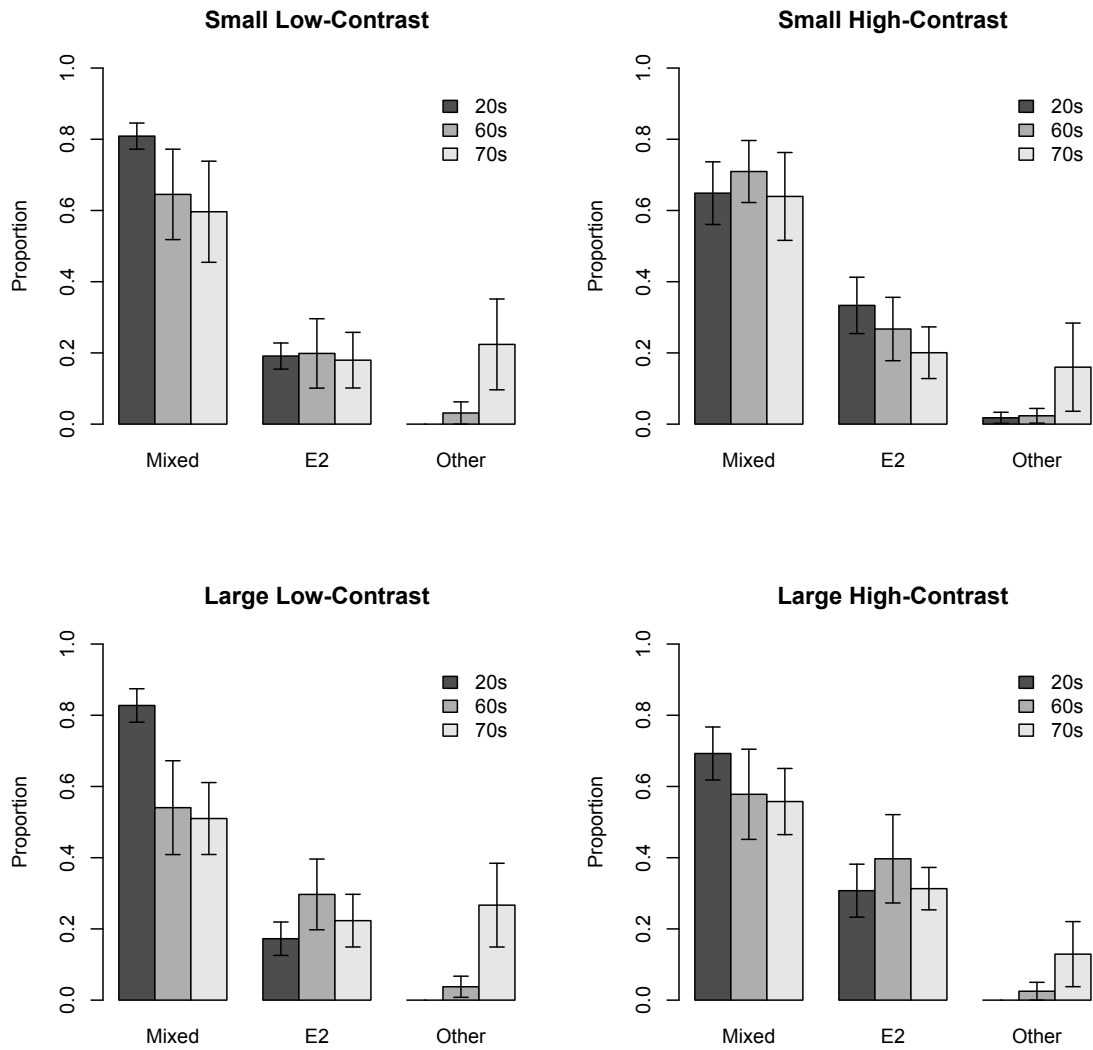 Small Low-Contrast
Proportion
1.0
0.8
0.6
0.4
0.2
0.0
20s
60s
70s
Mixed E2 Other
Small High-Contrast
Proportion
1.0
0.8
0.6
0.4
0.2
0.0
20s
60s
70s
Mixed E2 Other
Large Low-Contrast
Proportion
1.0
0.8
0.6
0.4
0.2
0.0
20s
60s
70s
Mixed E2 Other
Large High-Contrast
Proportion
1.0
0.8
0.6
0.4
0.2
0.0
20s
60s
70s
Mixed E2 Other